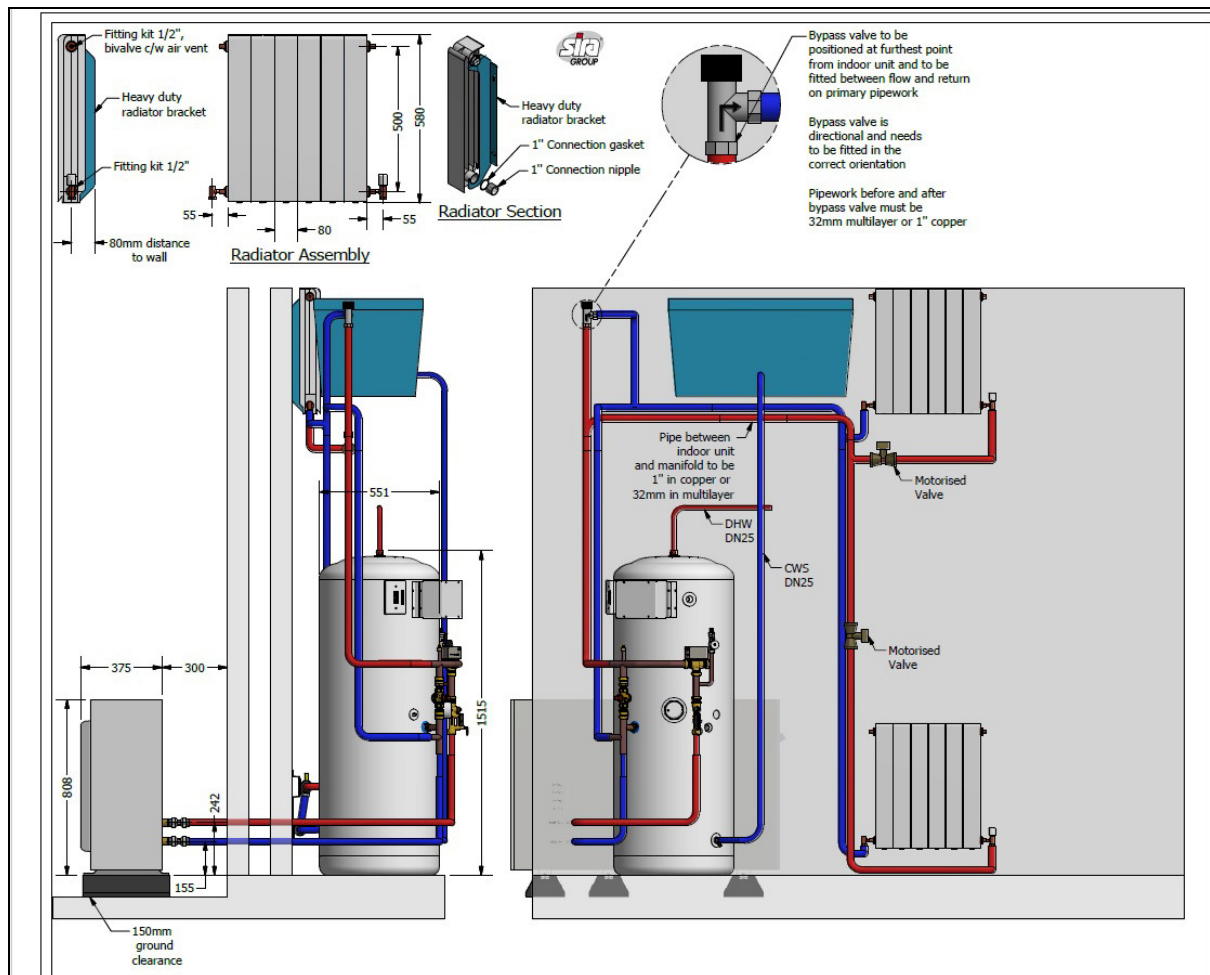 Fitting kit 1/2",
bivalve c/w air vent
Heavy duty
radiator bracket
Fitting kit 1/2"
55
80mm distance
to wall
80
55
500
580
Radiator Assembly
sira
GROUP
Heavy duty
radiator bracket
1" Connection gasket
1" Connection nipple
Radiator Section
Bypass valve to be
positioned at furthest point
from indoor unit and to be
fitted between flow and return
on primary pipework
Bypass valve is
directional and needs
to be fitted in the
correct orientation
Pipework before and after
bypass valve must be
32mm multilayer or 1" copper
551
375
300
808
242
155
1515
150mm
ground
clearance
Pipe between
indoor unit
and manifold to be
1" in copper or
32mm in multilayer
DHW
DN25
CWS
DN25
Motorised
Valve
Motorised
Valve